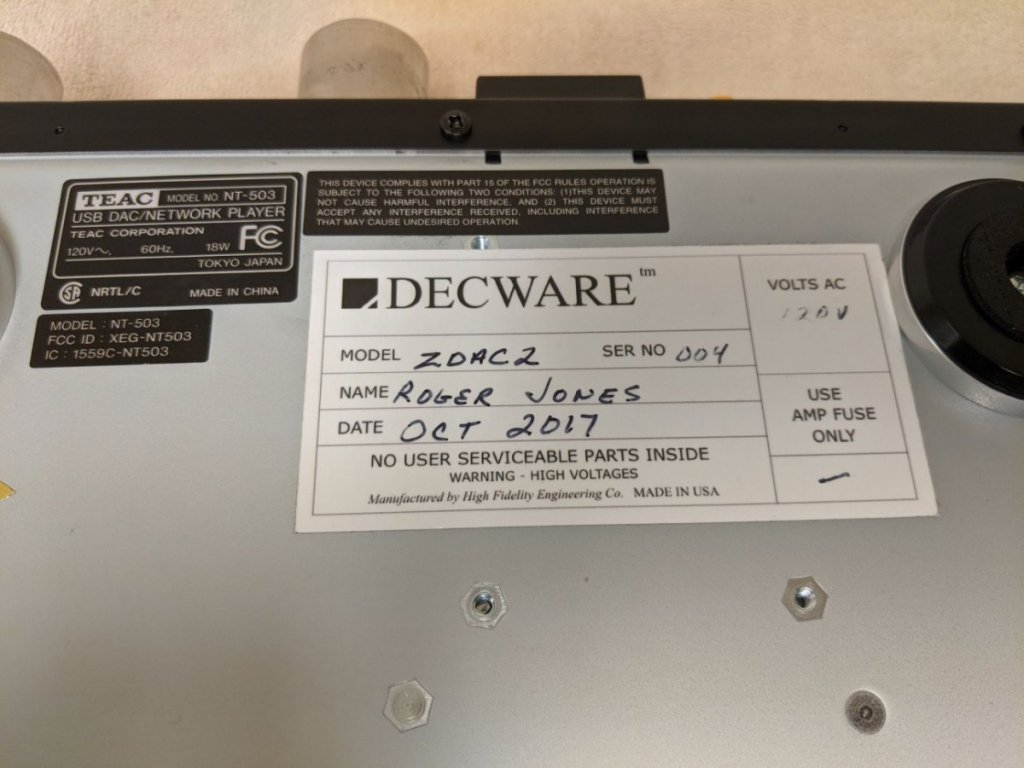 TEAC MODEL NO. NT-503
USB DAC/NETWORK PLAYER
TEAC CORPORATION
120V~, 60Hz, 18W FC
TOKYO JAPAN
NRTL/C MADE IN CHINA
MODEL : NT-503
FCC ID : XEG-NT503
IC : 1559C-NT503
THIS DEVICE COMPLIES WITH PART 15 OF THE FCC RULES OPERATION IS
SUBJECT TO THE FOLLOWING TWO CONDITIONS: (1)THIS DEVICE MAY
NOT CAUSE HARMFUL INTERFERENCE, AND (2) THIS DEVICE MUST
ACCEPT ANY INTERFERENCE RECEIVED, INCLUDING INTERFERENCE
THAT MAY CAUSE UNDESIRED OPERATION.
DECWARE tm
MODEL ZDAC2 SER NO 004
NAME ROGER JONES
DATE OCT 2017
NO USER SERVICEABLE PARTS INSIDE
WARNING - HIGH VOLTAGES
Manufactured by High Fidelity Engineering Co. MADE IN USA
VOLTS AC
120V
USE
AMP FUSE
ONLY
—